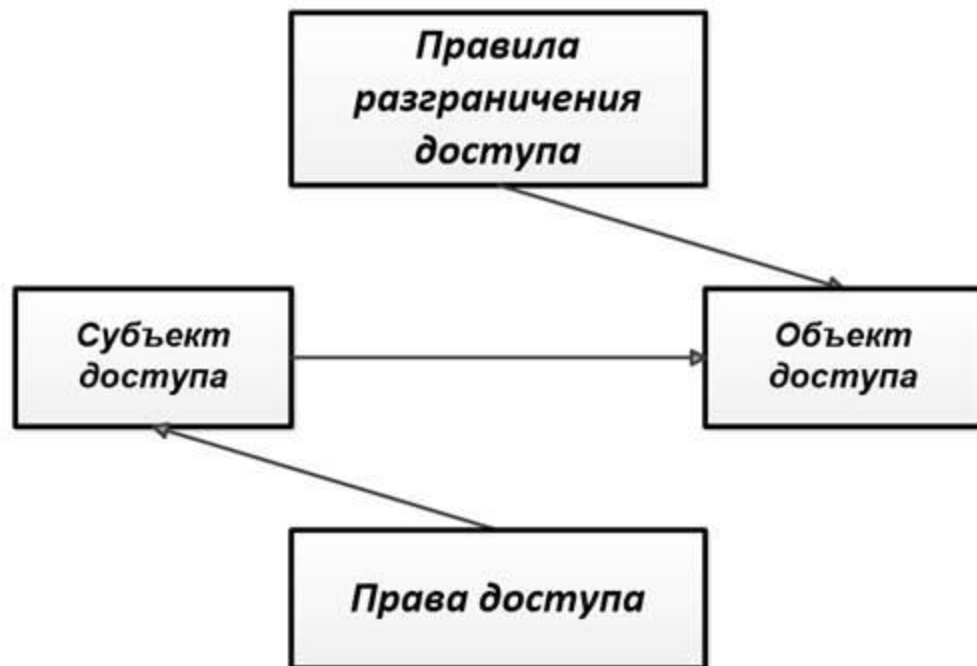 Правила
разграничения
доступа
Субъект
доступа
Объект
доступа
Права доступа